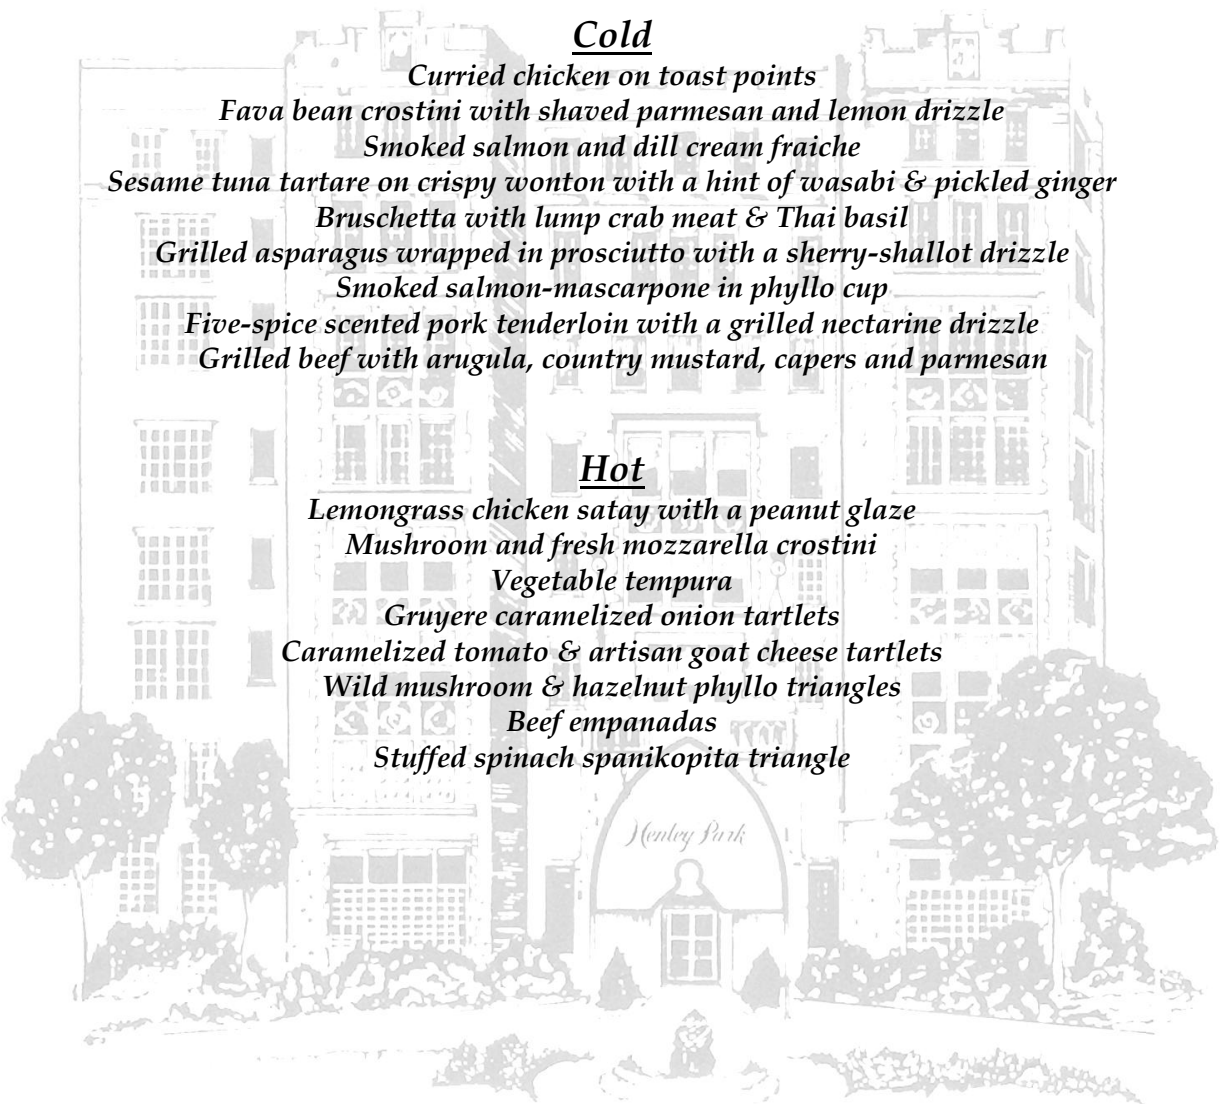 Cold
Curried chicken on toast points
Fava bean crostini with shaved parmesan and lemon drizzle
Smoked salmon and dill cream fraiche
Sesame tuna tartare on crispy wonton with a hint of wasabi & pickled ginger
Bruschetta with lump crab meat & Thai basil
Grilled asparagus wrapped in prosciutto with a sherry-shallot drizzle
Smoked salmon-mascarpone in phyllo cup
Five-spice scented pork tenderloin with a grilled nectarine drizzle
Grilled beef with arugula, country mustard, capers and parmesan
Hot
Lemongrass chicken satay with a peanut glaze
Mushroom and fresh mozzarella crostini
Vegetable tempura
Gruyere caramelized onion tartlets
Caramelized tomato & artisan goat cheese tartlets
Wild mushroom & hazelnut phyllo triangles
Beef empanadas
Stuffed spinach spanikopita triangle
Henley Park